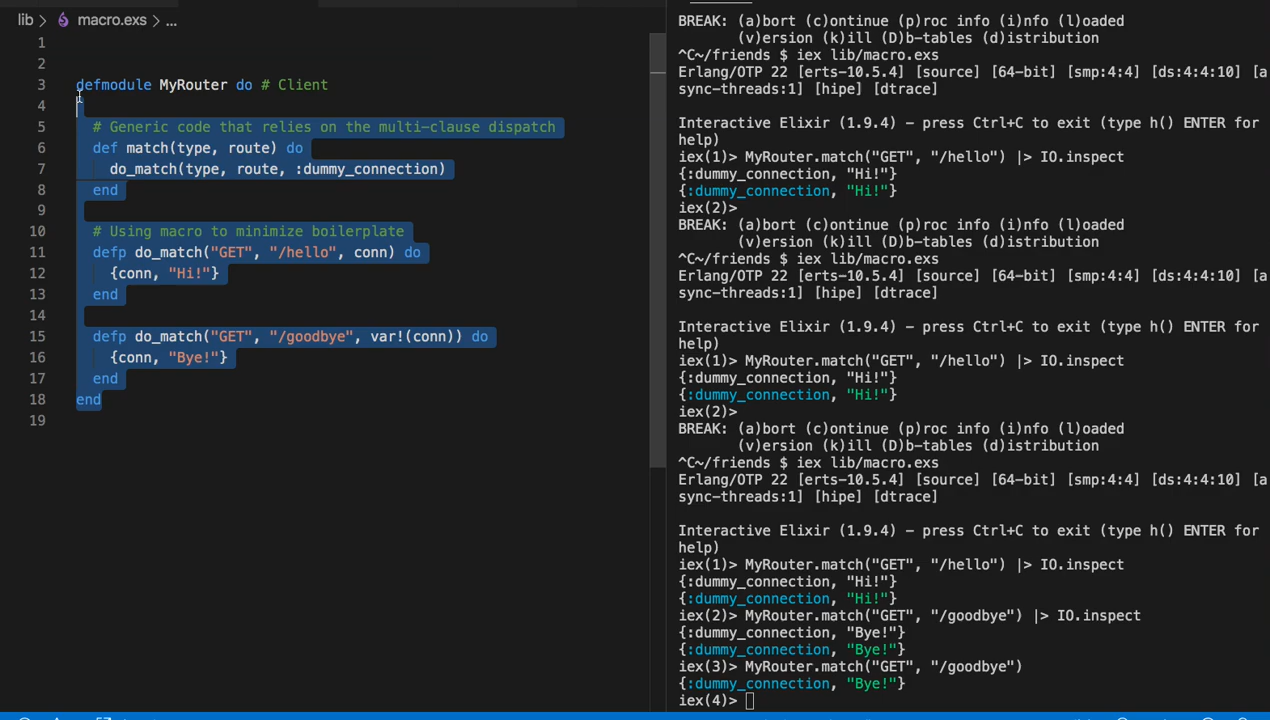 lib > macro.exs > ...
1
2
3 defmodule MyRouter do # Client
4
5 # Generic code that relies on the multi-clause dispatch
6 def match(type, route) do
7 do_match(type, route, :dummy_connection)
8 end
9
10 # Using macro to minimize boilerplate
11 defp do_match("GET", "/hello", conn) do
12 {conn, "Hi!"}
13 end
14
15 defp do_match("GET", "/goodbye", var!(conn)) do
16 {conn, "Bye!"}
17 end
18 end
19
BREAK: (a)bort (c)ontinue (p)roc info (i)nfo (l)oaded
(v)ersion (k)ill (D)b-tables (d)istribution
^C~/friends $ iex lib/macro.exs
Erlang/OTP 22 [erts-10.5.4] [source] [64-bit] [smp:4:4] [ds:4:4:10] [a
sync-threads:1] [hipe] [dtrace]
Interactive Elixir (1.9.4) - press Ctrl+C to exit (type h() ENTER for
help)
iex(1)> MyRouter.match("GET", "/hello") |> IO.inspect
{:dummy_connection, "Hi!"}
{:dummy_connection, "Hi!"}
iex(2)>
BREAK: (a)bort (c)ontinue (p)roc info (i)nfo (l)oaded
(v)ersion (k)ill (D)b-tables (d)istribution
^C~/friends $ iex lib/macro.exs
Erlang/OTP 22 [erts-10.5.4] [source] [64-bit] [smp:4:4] [ds:4:4:10] [a
sync-threads:1] [hipe] [dtrace]
Interactive Elixir (1.9.4) - press Ctrl+C to exit (type h() ENTER for
help)
iex(1)> MyRouter.match("GET", "/hello") |> IO.inspect
{:dummy_connection, "Hi!"}
{:dummy_connection, "Hi!"}
iex(2)>
BREAK: (a)bort (c)ontinue (p)roc info (i)nfo (l)oaded
(v)ersion (k)ill (D)b-tables (d)istribution
^C~/friends $ iex lib/macro.exs
Erlang/OTP 22 [erts-10.5.4] [source] [64-bit] [smp:4:4] [ds:4:4:10] [a
sync-threads:1] [hipe] [dtrace]
Interactive Elixir (1.9.4) - press Ctrl+C to exit (type h() ENTER for
help)
iex(1)> MyRouter.match("GET", "/hello") |> IO.inspect
{:dummy_connection, "Hi!"}
{:dummy_connection, "Hi!"}
iex(2)> MyRouter.match("GET", "/goodbye") |> IO.inspect
{:dummy_connection, "Bye!"}
{:dummy_connection, "Bye!"}
iex(3)> MyRouter.match("GET", "/goodbye")
{:dummy_connection, "Bye!"}
iex(4)>